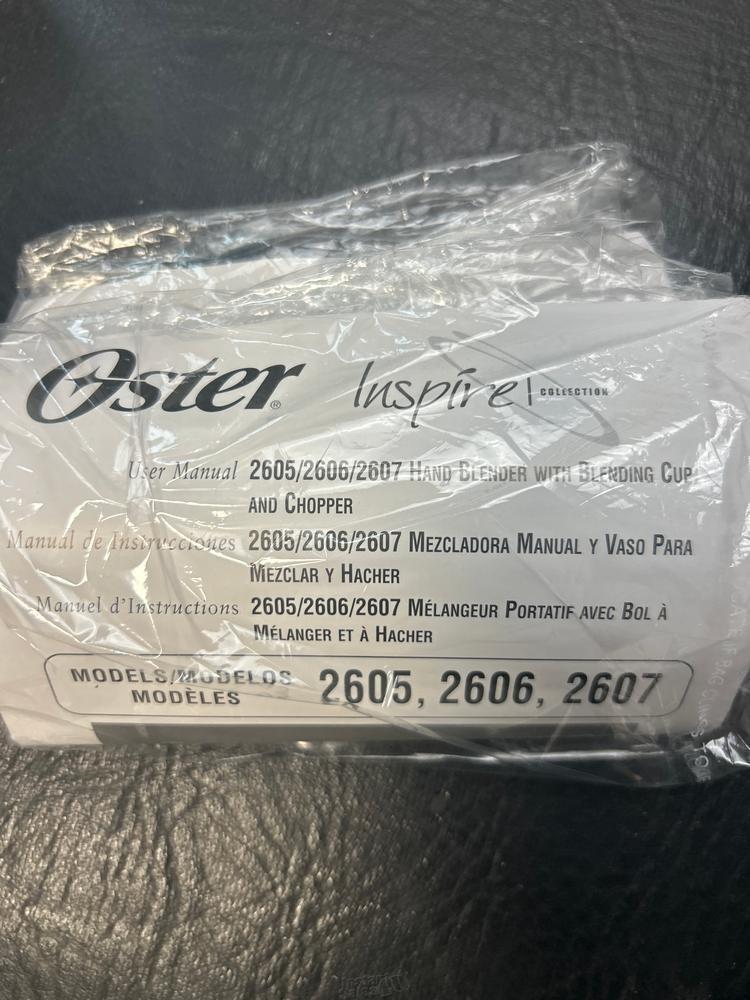 Oster®
Inspire | COLLECTION
User Manual 2605/2606/2607 HAND BLENDER WITH BLENDING CUP
AND CHOPPER
Manual de Instrucciones 2605/2606/2607 MEZCLADORA MANUAL Y VASO PARA
MEZCLAR Y HACHER
Manuel d'Instructions 2605/2606/2607 MÉLANGEUR PORTATIF AVEC BOL À
MÉLANGER ET À HACHER
MODELS/MODELOS
MODÈLES
2605, 2606, 2607